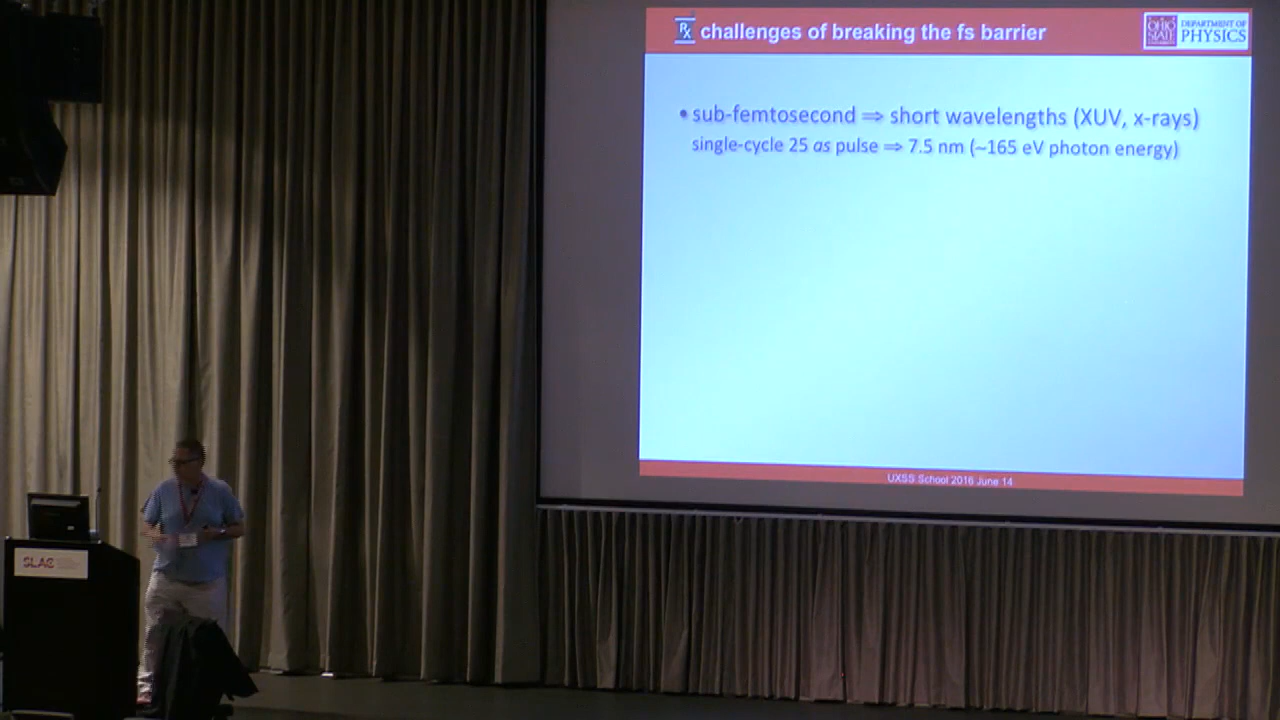 Rx challenges of breaking the fs barrier
OHIO
STATE
DEPARTMENT OF
PHYSICS
• sub-femtosecond ⇒ short wavelengths (XUV, x-rays)
single-cycle 25 as pulse ⇒ 7.5 nm (~165 eV photon energy)
UXSS School 2016 June 14
SLAC